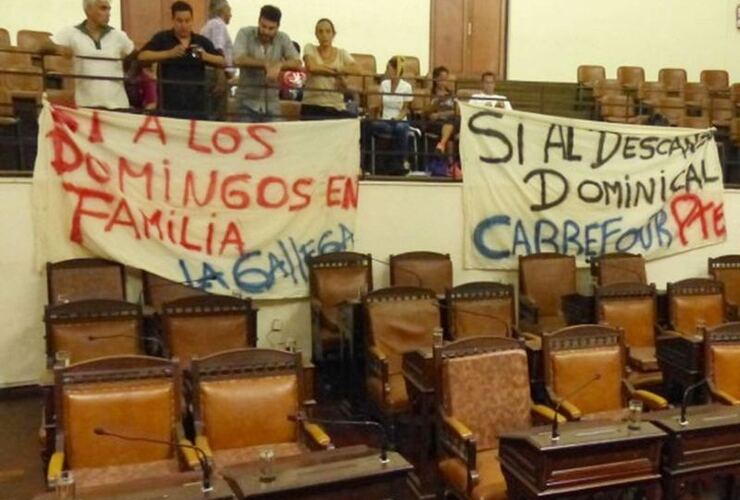 SI A LOS
DOMINGOS EN
FAMILIA
LA GALLEGA
SI AL DESCANSO
DOMINICAL
CARREFOUR PTE